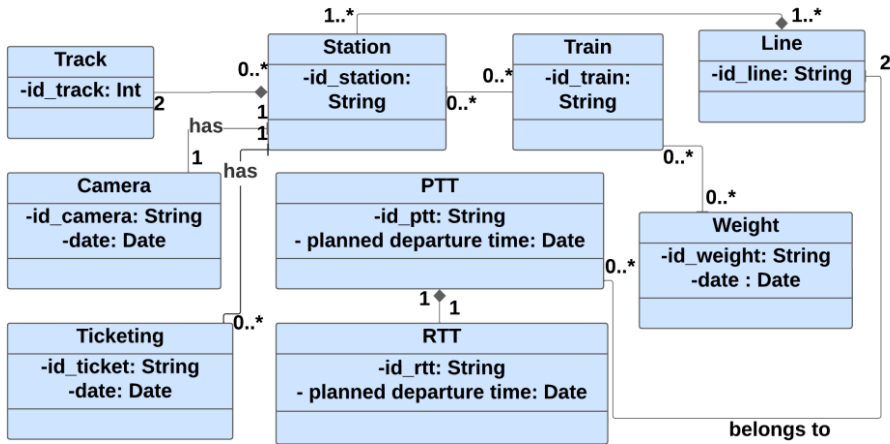 1..*
1..*
Track
-id_track: Int
2
0..*
Station
-id_station:
String
0..*
0..*
Train
-id_train:
String
Line
-id_line: String
2
1
has
1
1
has
0..*
0..*
Camera
-id_camera: String
-date: Date
PTT
-id_ptt: String
- planned departure time: Date
0..*
Weight
-id_weight: String
-date : Date
1
1
Ticketing
-id_ticket: String
-date: Date
0..*
RTT
-id_rtt: String
- planned departure time: Date
belongs to